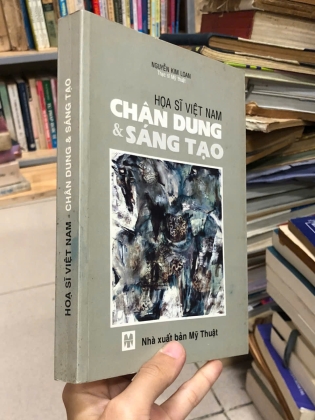 NGUYỄN KIM LOAN
HỌA SĨ VIỆT NAM
CHÂN DUNG
& SÁNG TẠO
Nhà xuất bản Mỹ Thuật
HỌA SĨ VIỆT NAM - CHÂN DUNG & SÁNG TẠO